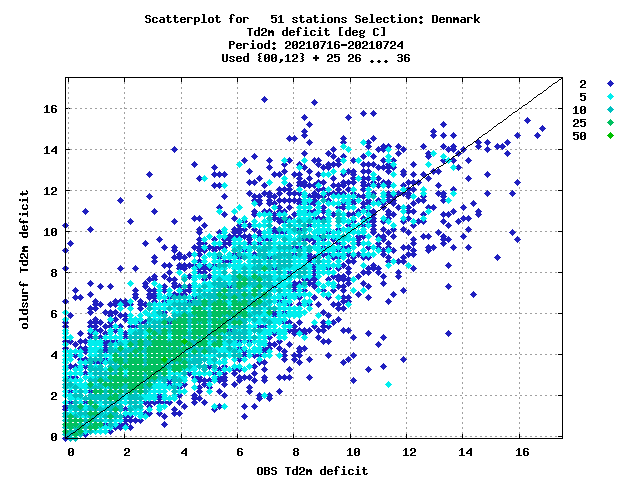 Scatterplot for 51 stations Selection: Denmark
Td2m deficit [deg C]
Period: 20210716-20210724
Used {00,12} + 25 26 ... 36
2
5
10
25
50
oldsurf Td2m deficit
16
14
12
10
8
6
4
2
0
0 2 4 6 8 10 12 14 16
OBS Td2m deficit